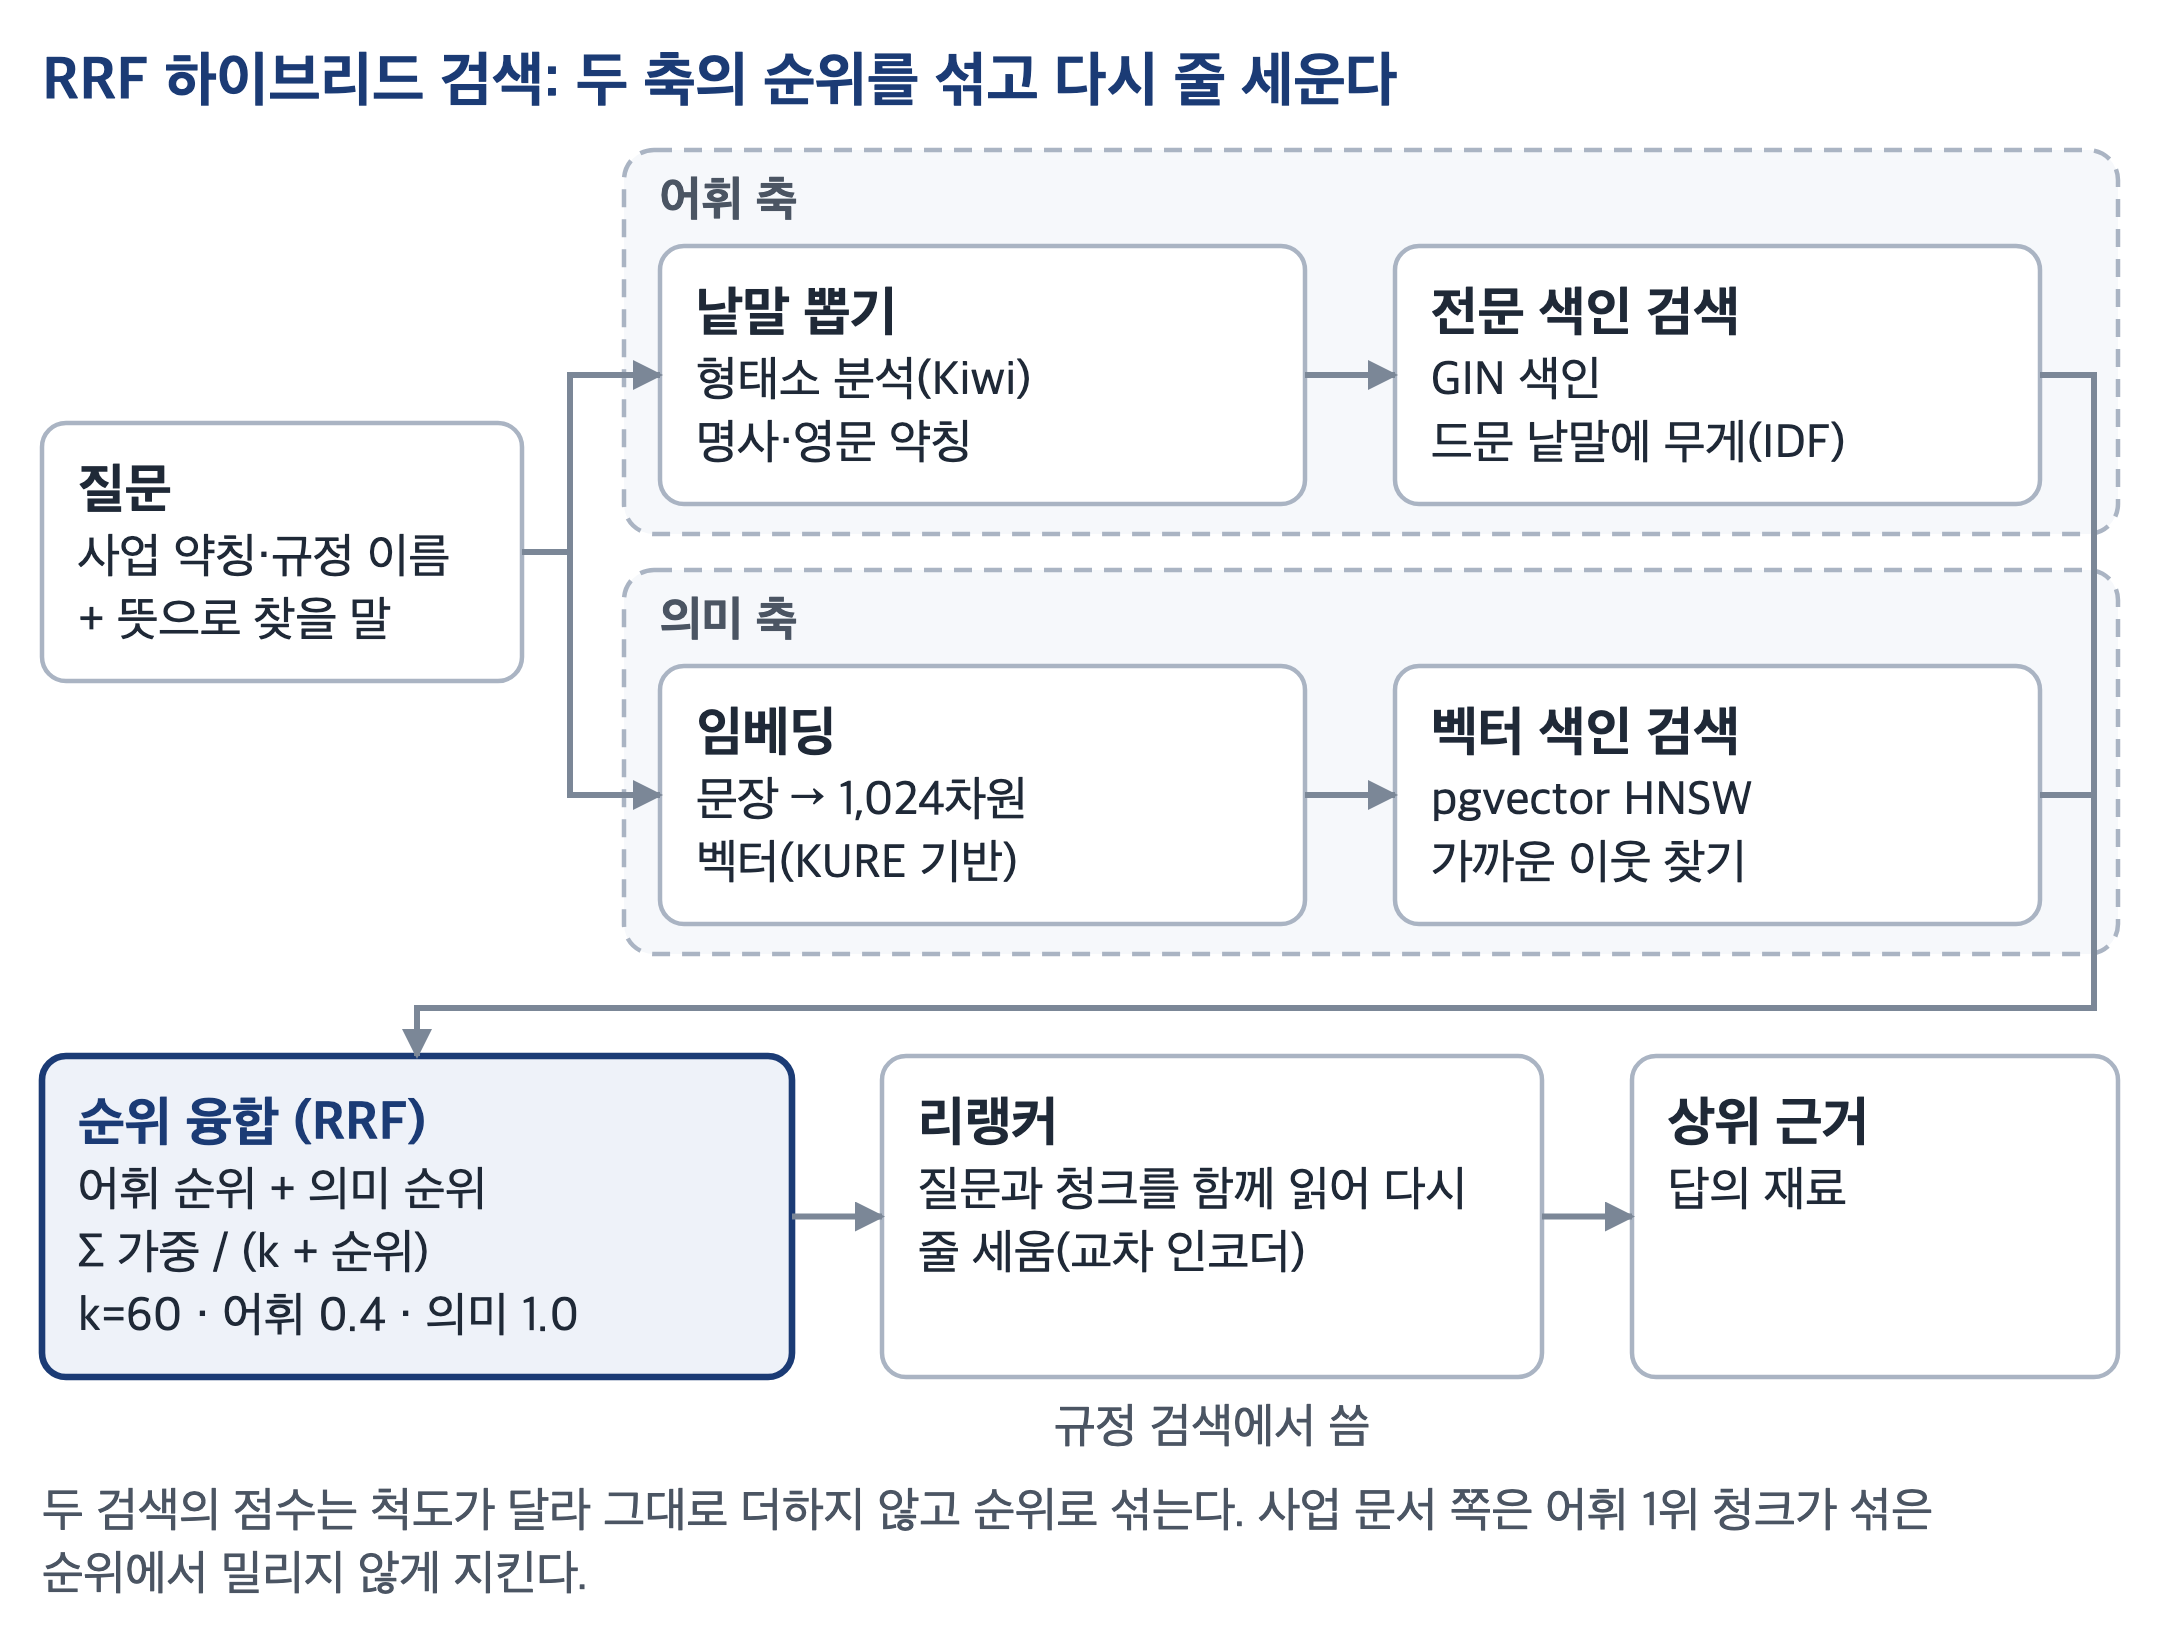 RRF 하이브리드 검색: 두 축의 순위를 섞고 다시 줄 세운다
어휘 축
낱말 뽑기
형태소 분석(Kiwi)
명사·영문 약칭
전문 색인 검색
GIN 색인
드문 낱말에 무게(IDF)
질문
사업 약칭·규정 이름
+ 뜻으로 찾을 말
의미 축
임베딩
문장 → 1,024차원
벡터(KURE 기반)
벡터 색인 검색
pgvector HNSW
가까운 이웃 찾기
순위 융합 (RRF)
어휘 순위 + 의미 순위
Σ 가중 / (k + 순위)
k=60 · 어휘 0.4 · 의미 1.0
리랭커
질문과 청크를 함께 읽어 다시
줄 세움(교차 인코더)
상위 근거
답의 재료
규정 검색에서 씀
두 검색의 점수는 척도가 달라 그대로 더하지 않고 순위로 섞는다. 사업 문서 쪽은 어휘 1위 청크가 섞은
순위에서 밀리지 않게 지킨다.